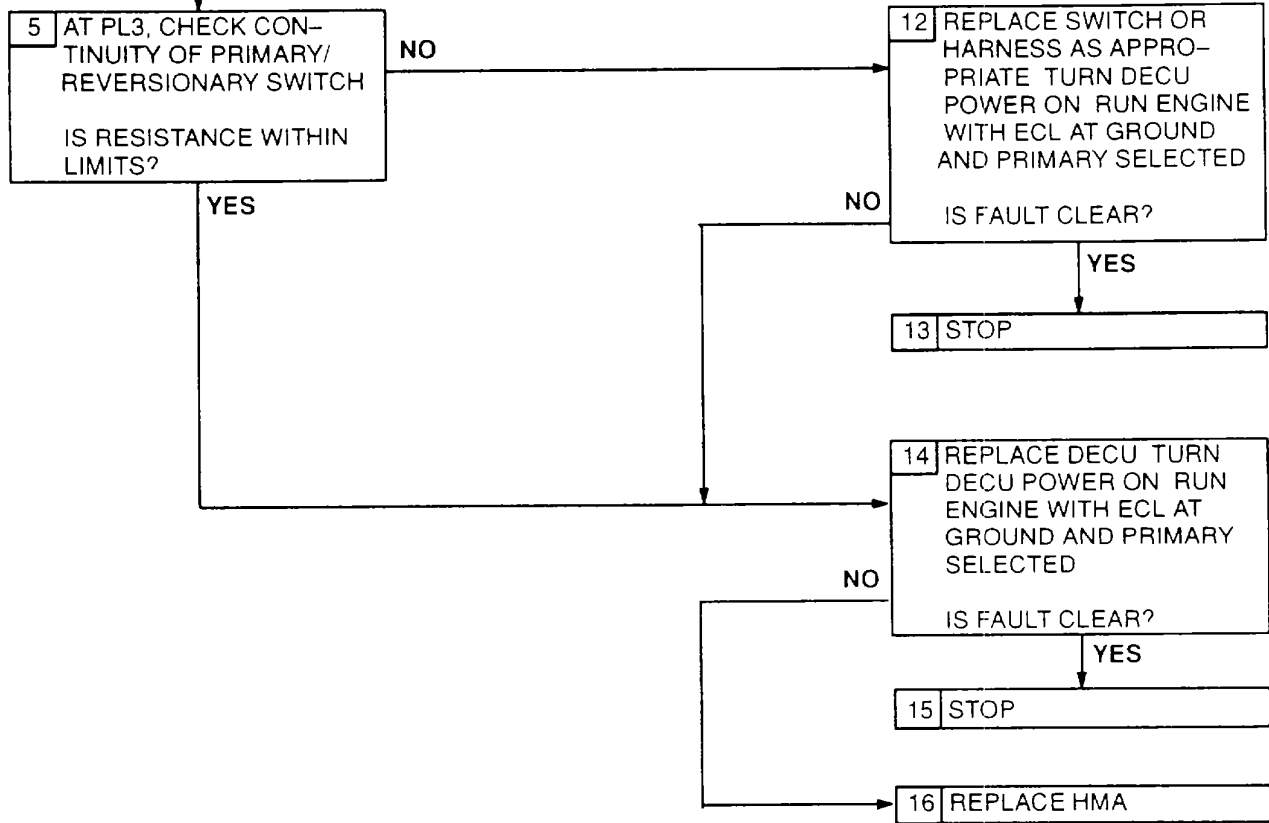 5 AT PL3, CHECK CON-
TINUITY OF PRIMARY/
REVERSIONARY SWITCH
IS RESISTANCE WITHIN
LIMITS?
NO
YES
12 REPLACE SWITCH OR
HARNESS AS APPRO-
PRIATE TURN DECU
POWER ON RUN ENGINE
WITH ECL AT GROUND
AND PRIMARY SELECTED
IS FAULT CLEAR?
NO
YES
13 STOP
14 REPLACE DECU TURN
DECU POWER ON RUN
ENGINE WITH ECL AT
GROUND AND PRIMARY
SELECTED
IS FAULT CLEAR?
NO
YES
15 STOP
16 REPLACE HMA